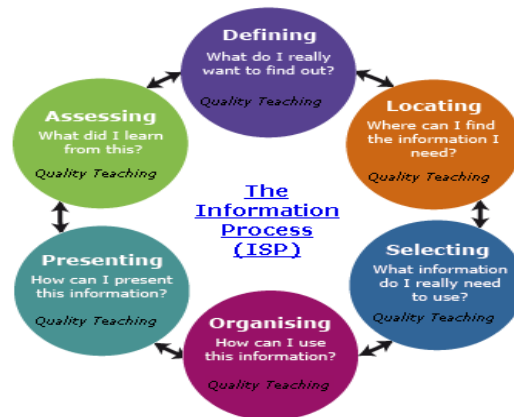 Defining
What do I really
want to find out?
Quality Teaching
Locating
Where can I find
the information I
need?
Quality Teaching
Selecting
What information
do I really need
to use?
Quality Teaching
Organising
How can I use
this information?
Quality Teaching
Presenting
How can I present
this information?
Quality Teaching
Assessing
What did I learn
from this?
Quality Teaching
The
Information
Process
(ISP)